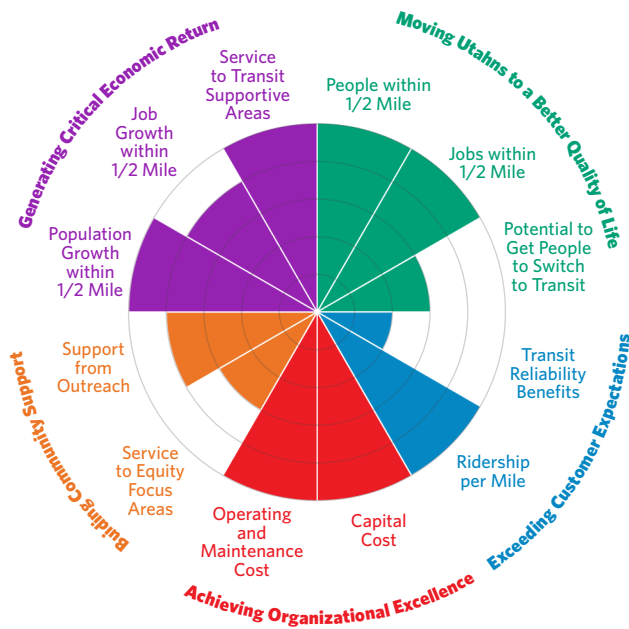 Generating Critical Economic Return
Moving Utahns to a Better Quality of Life
Service
to Transit
Supportive
Areas
People within
1/2 Mile
Job
Growth
within
1/2 Mile
Jobs within
1/2 Mile
Population
Growth
within
1/2 Mile
Potential to
Get People
to Switch
to Transit
Support
from
Outreach
Transit
Reliability
Benefits
Service
to Equity
Focus
Areas
Ridership
per Mile
Operating
and
Maintenance
Cost
Capital
Cost
Buiding Community Support
Exceeding Customer Expectations
Achieving Organizational Excellence